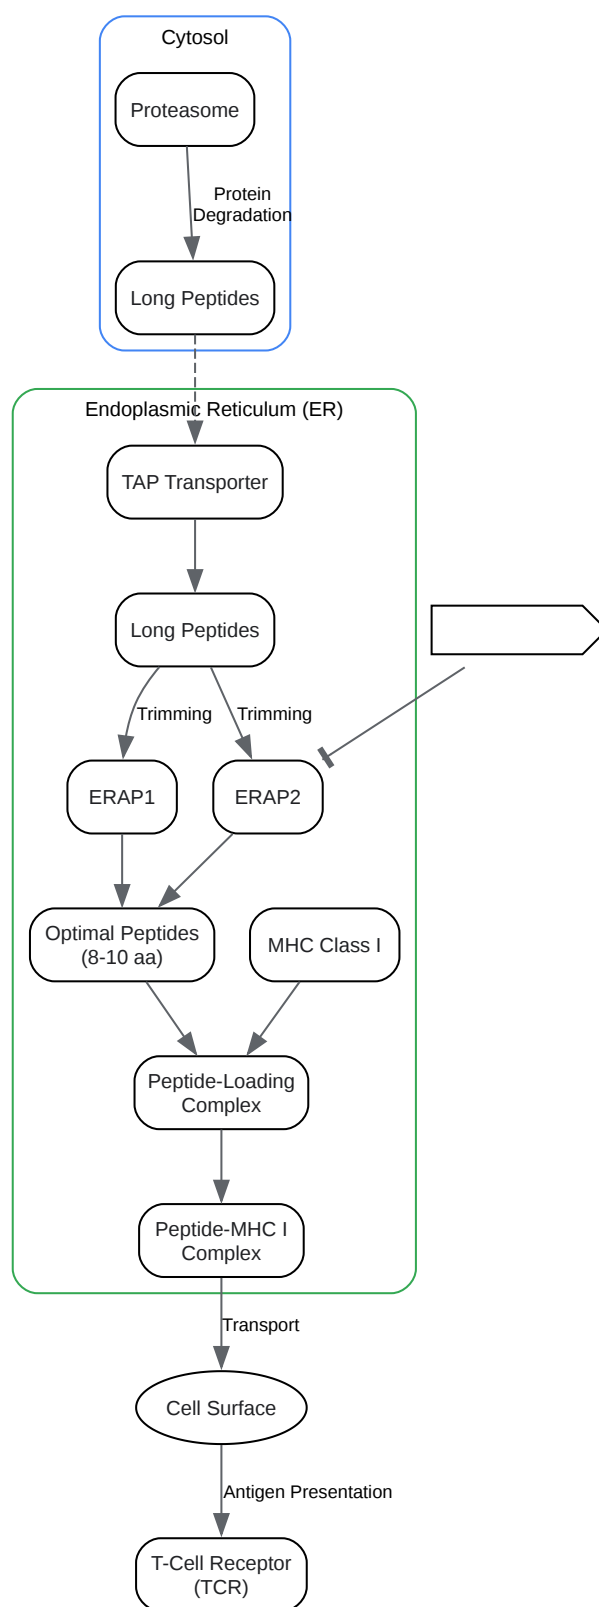 Cytosol
Proteasome
Protein
Degradation
Long Peptides
Endoplasmic Reticulum (ER)
TAP Transporter
Long Peptides
Trimming
Trimming
ERAP1
ERAP2
Optimal Peptides
(8-10 aa)
MHC Class I
Peptide-Loading
Complex
Peptide-MHC I
Complex
Transport
Cell Surface
Antigen Presentation
T-Cell Receptor
(TCR)